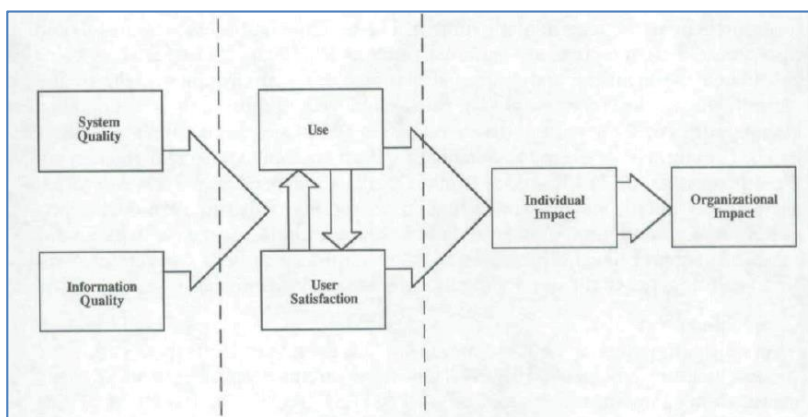 System
Quality
Use
Individual
Impact
Organizational
Impact
Information
Quality
User
Satisfaction